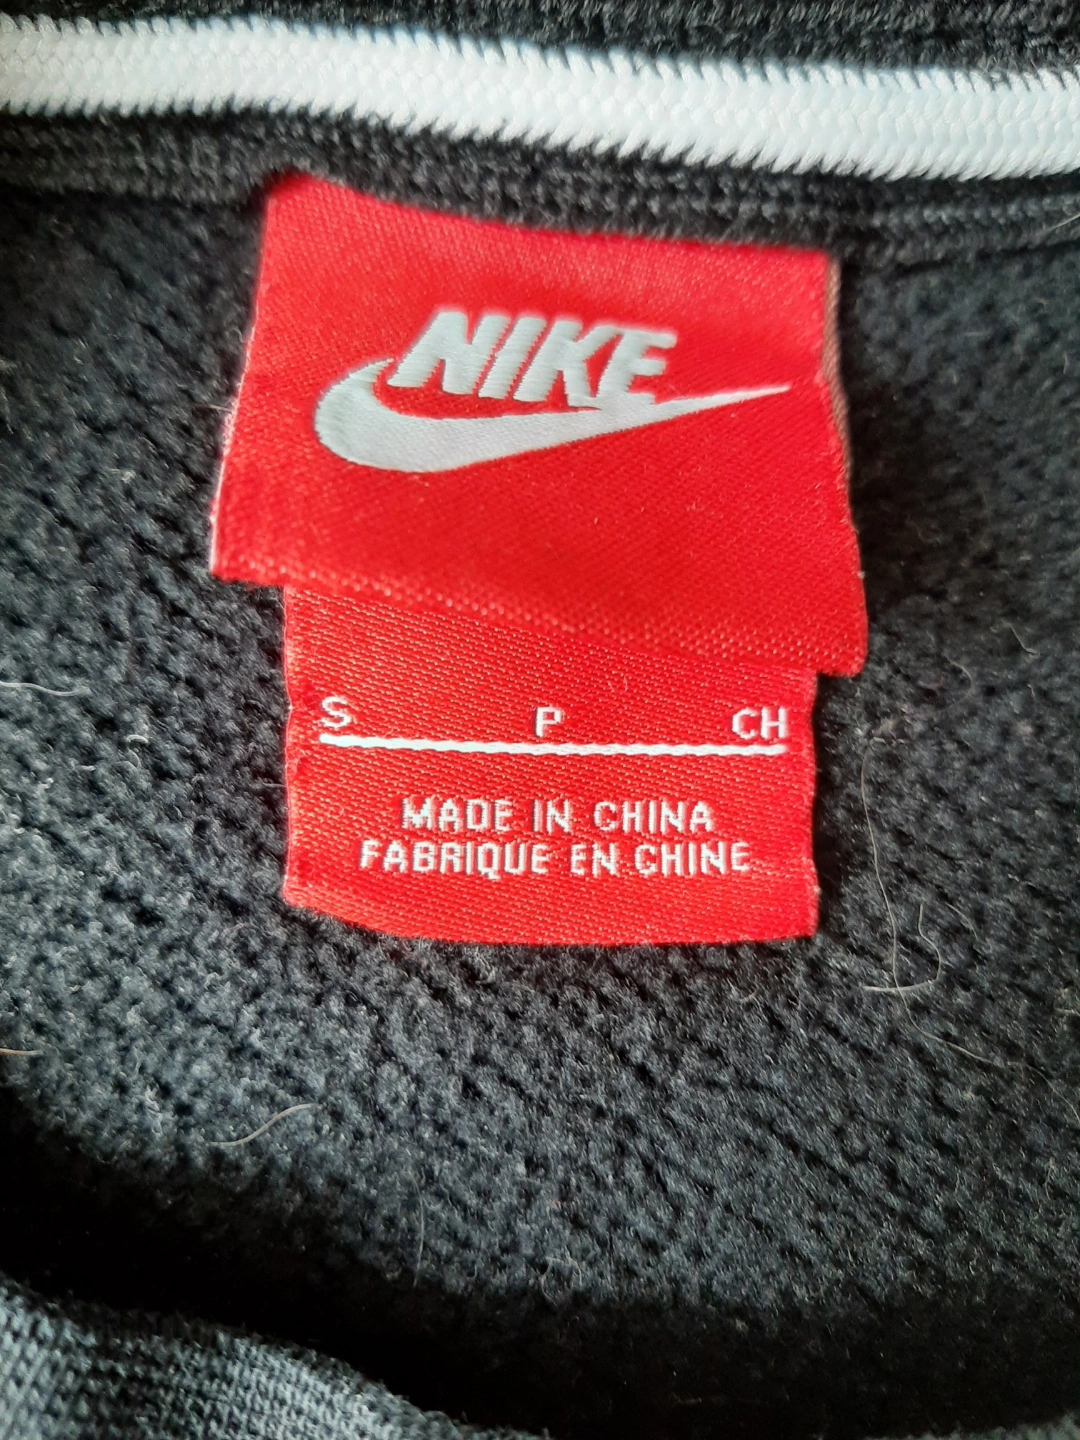 NIKE
S P CH
MADE IN CHINA
FABRIQUE EN CHINE